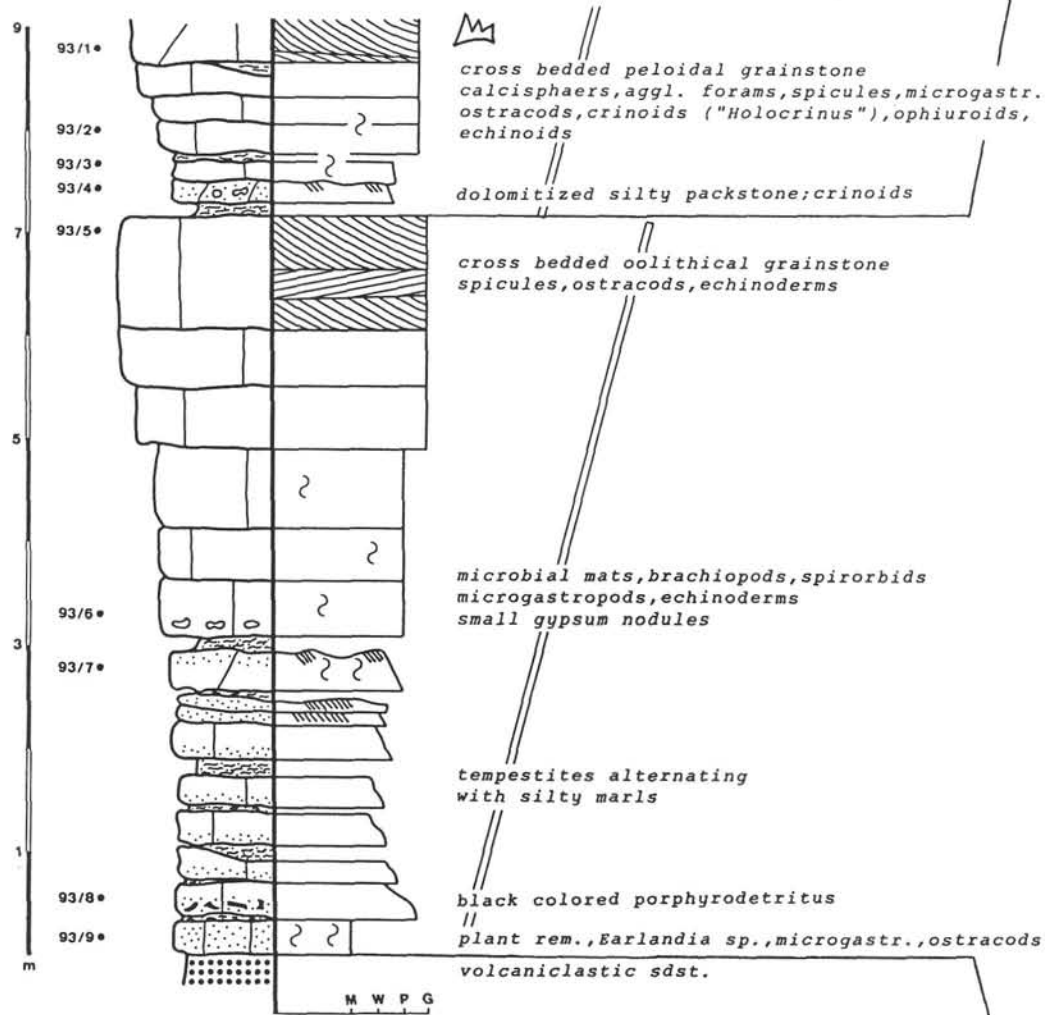 9
93/1
cross bedded peloidal grainstone
calcisphaers,aggl. forams,spicules,microgastr.
93/2
ostracods,crinoids ("Holocrinus"),ophiuroids,
echinoids
93/3
93/4
dolomitized silty packstone;crinoids
7
93/5
cross bedded oolithical grainstone
spicules,ostracods,echinoderms
5
microbial mats,brachiopods,spirorbids
microgastropods,echinoderms
93/6
small gypsum nodules
3
93/7
tempestites alternating
with silty marls
1
93/8
black colored porphyrodetritus
93/9
plant rem.,Earlandia sp.,microgastr.,ostracods
m
volcaniclastic sdst.
M W P G